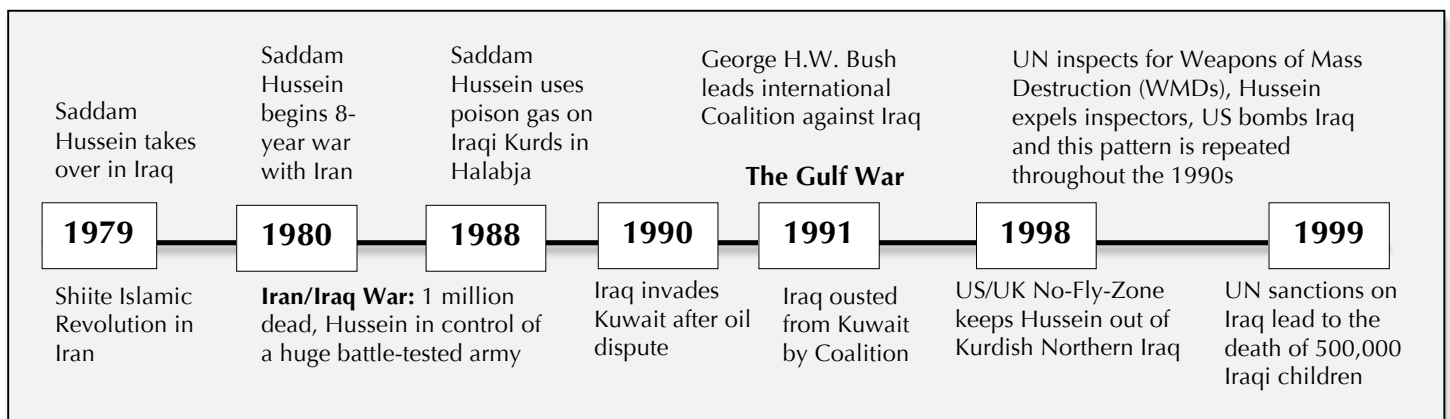 Saddam
Hussein takes
over in Iraq
Saddam
Hussein
begins 8-
year war
with Iran
Saddam
Hussein uses
poison gas on
Iraqi Kurds in
Halabja
George H.W. Bush
leads international
Coalition against Iraq
The Gulf War
UN inspects for Weapons of Mass
Destruction (WMDs), Hussein
expels inspectors, US bombs Iraq
and this pattern is repeated
throughout the 1990s
1979
1980
1988
1990
1991
1998
1999
Shiite Islamic
Revolution in
Iran
Iran/Iraq War: 1 million
dead, Hussein in control of
a huge battle-tested army
Iraq invades
Kuwait after oil
dispute
Iraq ousted
from Kuwait
by Coalition
US/UK No-Fly-Zone
keeps Hussein out of
Kurdish Northern Iraq
UN sanctions on
Iraq lead to the
death of 500,000
Iraqi children